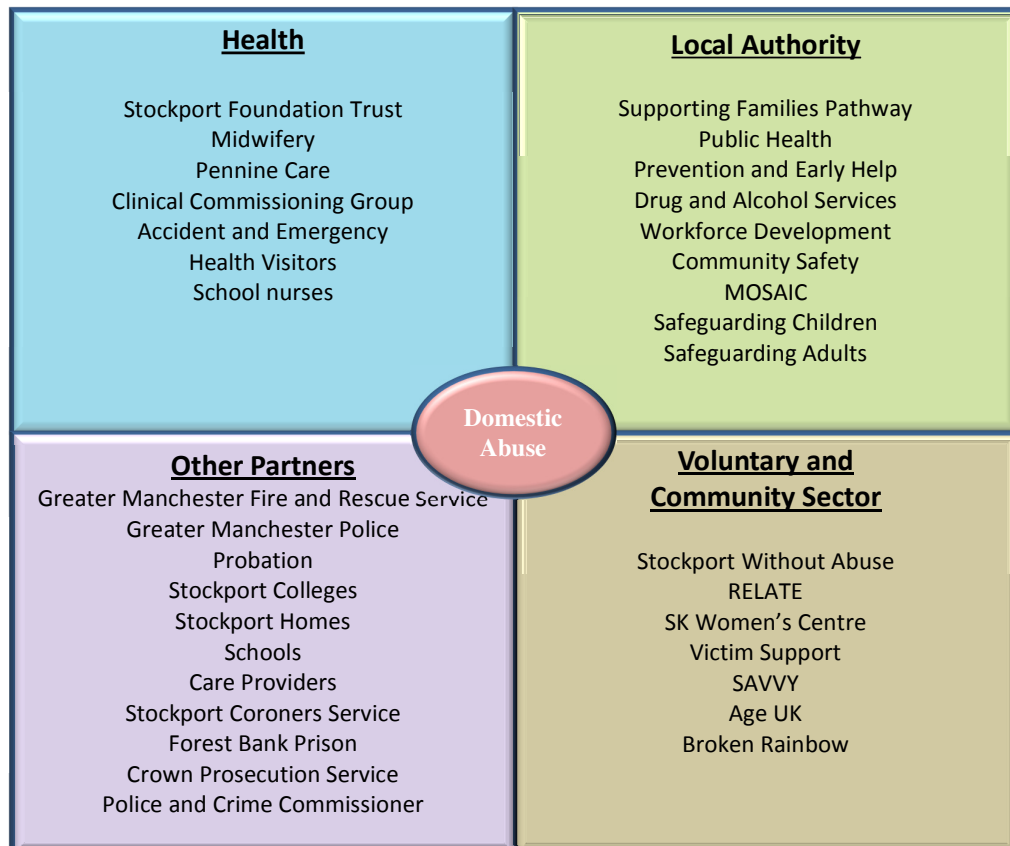 Health
Stockport Foundation Trust
Midwifery
Pennine Care
Clinical Commissioning Group
Accident and Emergency
Health Visitors
School nurses
Local Authority
Supporting Families Pathway
Public Health
Prevention and Early Help
Drug and Alcohol Services
Workforce Development
Community Safety
MOSAIC
Safeguarding Children
Safeguarding Adults
Domestic
Abuse
Other Partners
Greater Manchester Fire and Rescue Service
Greater Manchester Police
Probation
Stockport Colleges
Stockport Homes
Schools
Care Providers
Stockport Coroners Service
Forest Bank Prison
Crown Prosecution Service
Police and Crime Commissioner
Voluntary and
Community Sector
Stockport Without Abuse
RELATE
SK Women’s Centre
Victim Support
SAVVY
Age UK
Broken Rainbow